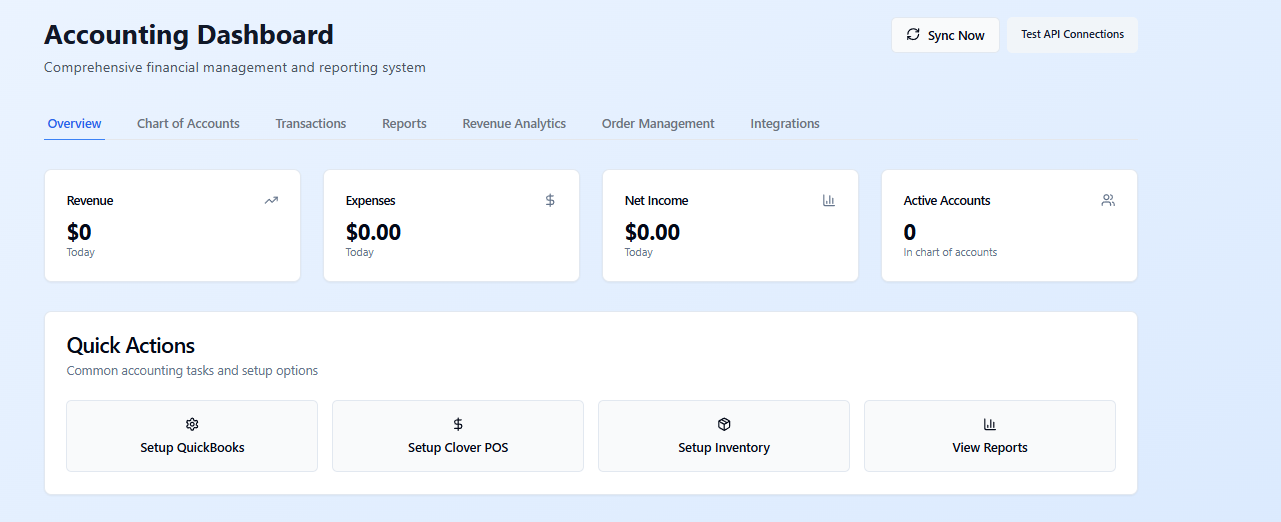 Accounting Dashboard
Sync Now
Test API Connections
Comprehensive financial management and reporting system
Overview Chart of Accounts Transactions Reports Revenue Analytics Order Management Integrations
Revenue
$0
Today
Expenses
$0.00
Today
Net Income
$0.00
Today
Active Accounts
0
In chart of accounts
Quick Actions
Common accounting tasks and setup options
Setup QuickBooks
Setup Clover POS
Setup Inventory
View Reports